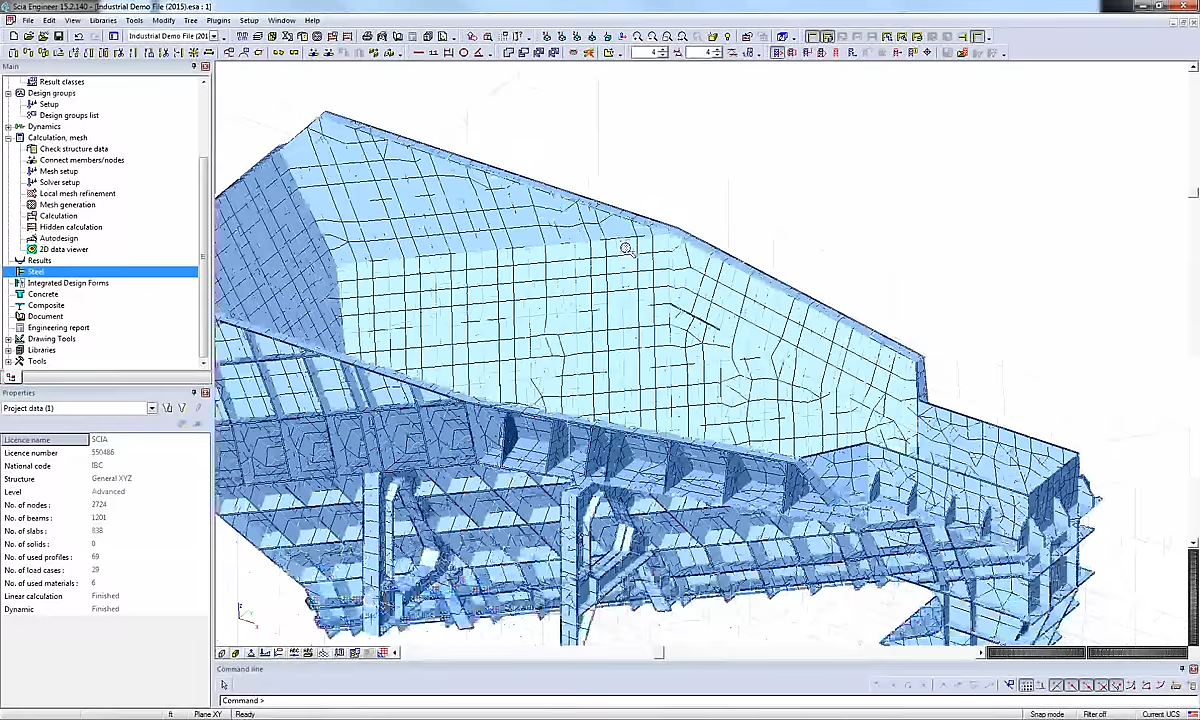 Scia Engineer 15.2.140 - [Industrial Demo File (2015).esa : 1]
File Edit View Libraries Tools Modify Tree Plugins Setup Window Help
Industrial Demo File (201
4 4
Main
Result classes
Design groups
Setup
Design groups list
Dynamics
Calculation, mesh
Check structure data
Connect members/nodes
Mesh setup
Solver setup
Local mesh refinement
Mesh generation
Calculation
Hidden calculation
Autodesign
2D data viewer
Results
Steel
Integrated Design Forms
Concrete
Composite
Document
Engineering report
Drawing Tools
Libraries
Tools
Properties
Project data (1)
Licence name SCIA
Licence number 550486
National code IBC
Structure General XYZ
Level Advanced
No. of nodes : 2724
No. of beams : 1201
No. of slabs : 838
No. of solids : 0
No. of used profiles : 69
No. of load cases : 29
No. of used materials : 6
Linear calculation Finished
Dynamic Finished
Command line
Command >
ft Plane XY Ready Snap mode Filter off Current UCS